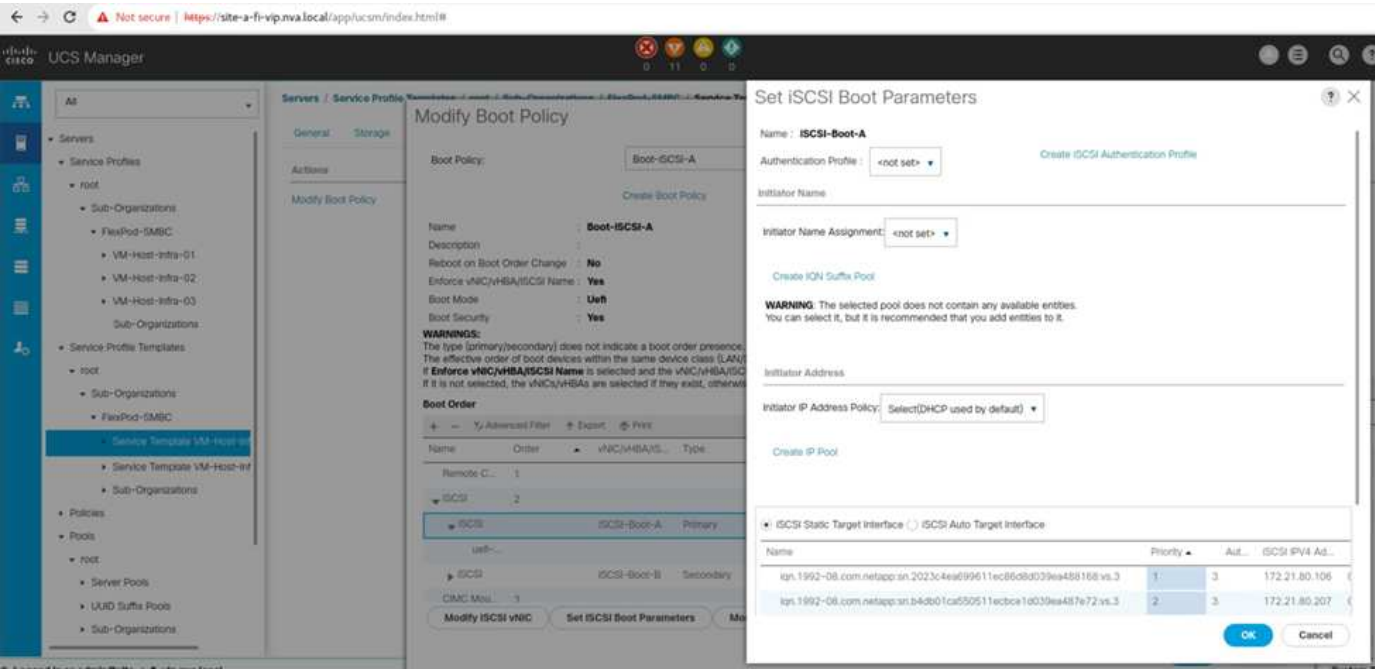 Not secure | https://site-a-fi-vip.nva.local/app/ucsm/index.html#
CISCO UCS Manager
0 11 0 0
All
Servers
Service Profiles
root
Sub-Organizations
FlexPod-SMBC
VM-Host-Infra-01
VM-Host-Infra-02
VM-Host-Infra-03
Sub-Organizations
Service Profile Templates
root
Sub-Organizations
FlexPod-SMBC
Service Template VM-Host-Inf
Service Template VM-Host-Inf
Sub-Organizations
Policies
Pools
root
Server Pools
UUID Suffix Pools
Sub-Organizations
Servers / Service Profile Templates / root / Sub-Organizations / FlexPod-SMBC / Service Te
General Storage
Actions
Modify Boot Policy
Modify Boot Policy
Boot Policy: Boot-iSCSI-A
Create Boot Policy
Name : Boot-iSCSI-A
Description :
Reboot on Boot Order Change : No
Enforce vNIC/vHBA/iSCSI Name : Yes
Boot Mode : Uefi
Boot Security : Yes
WARNINGS:
The type (primary/secondary) does not indicate a boot order presence.
The effective order of boot devices within the same device class (LAN/
If Enforce vNIC/vHBA/iSCSI Name is selected and the vNIC/vHBA/iSC
If it is not selected, the vNICs/vHBAs are selected if they exist, otherwis
Boot Order
+ − Advanced Filter Export Print
Name Order vNIC/vHBA/iS... Type
Remote C... 1
iSCSI 2
iSCSI iSCSI-Boot-A Primary
uefi-...
iSCSI iSCSI-Boot-B Secondary
CIMC Mou... 3
Modify iSCSI vNIC Set iSCSI Boot Parameters Mo
Set iSCSI Boot Parameters
Name : iSCSI-Boot-A
Authentication Profile : <not set> Create iSCSI Authentication Profile
Initiator Name
Initiator Name Assignment: <not set>
Create IQN Suffix Pool
WARNING: The selected pool does not contain any available entities.
You can select it, but it is recommended that you add entities to it.
Initiator Address
Initiator IP Address Policy: Select(DHCP used by default)
Create IP Pool
iSCSI Static Target Interface iSCSI Auto Target Interface
Name Priority Aut... iSCSI IPV4 Ad...
iqn.1992-08.com.netapp:sn.2023c4ea699611ec86d8d039ea488168:vs.3 1 3 172.21.80.106
iqn.1992-08.com.netapp:sn.b4db01ca550511ecbce1d039ea487e72:vs.3 2 3 172.21.80.207
OK Cancel